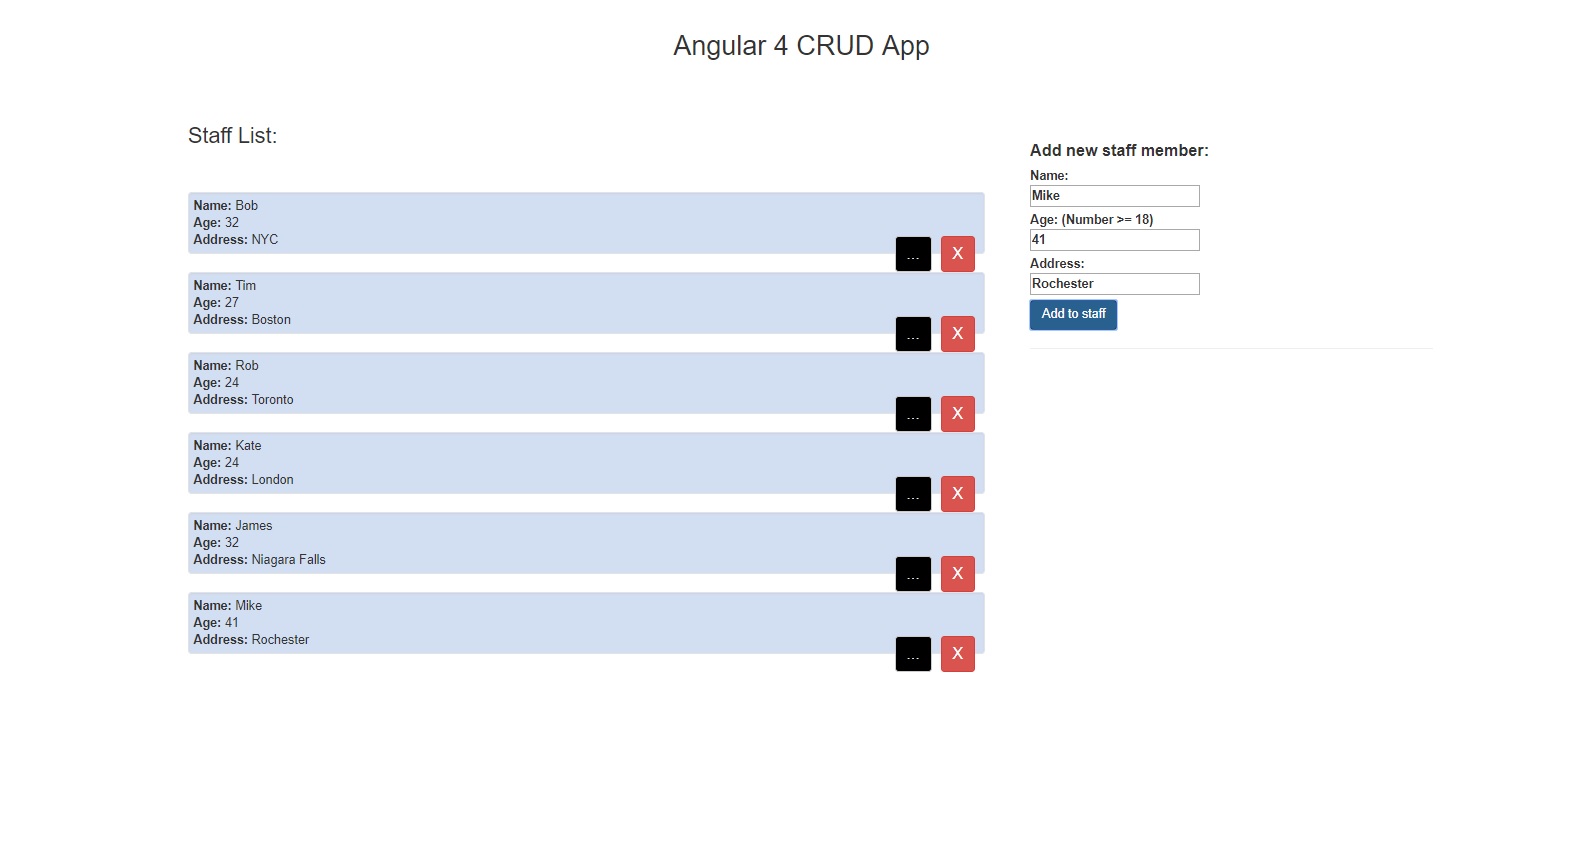 Angular 4 CRUD App
Staff List:
Name: Bob
Age: 32
Address: NYC
... X
Name: Tim
Age: 27
Address: Boston
... X
Name: Rob
Age: 24
Address: Toronto
... X
Name: Kate
Age: 24
Address: London
... X
Name: James
Age: 32
Address: Niagara Falls
... X
Name: Mike
Age: 41
Address: Rochester
... X
Add new staff member:
Name:
Mike
Age: (Number >= 18)
41
Address:
Rochester
Add to staff